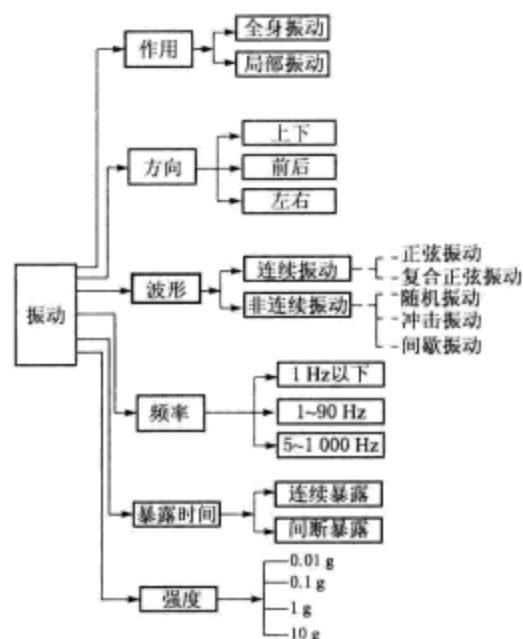 振动
作用
全身振动
局部振动
方向
上下
前后
左右
波形
连续振动
正弦振动
复合正弦振动
非连续振动
随机振动
冲击振动
间歇振动
频率
1 Hz以下
1~90 Hz
5~1 000 Hz
暴露时间
连续暴露
间断暴露
强度
0.01 g
0.1 g
1 g
10 g